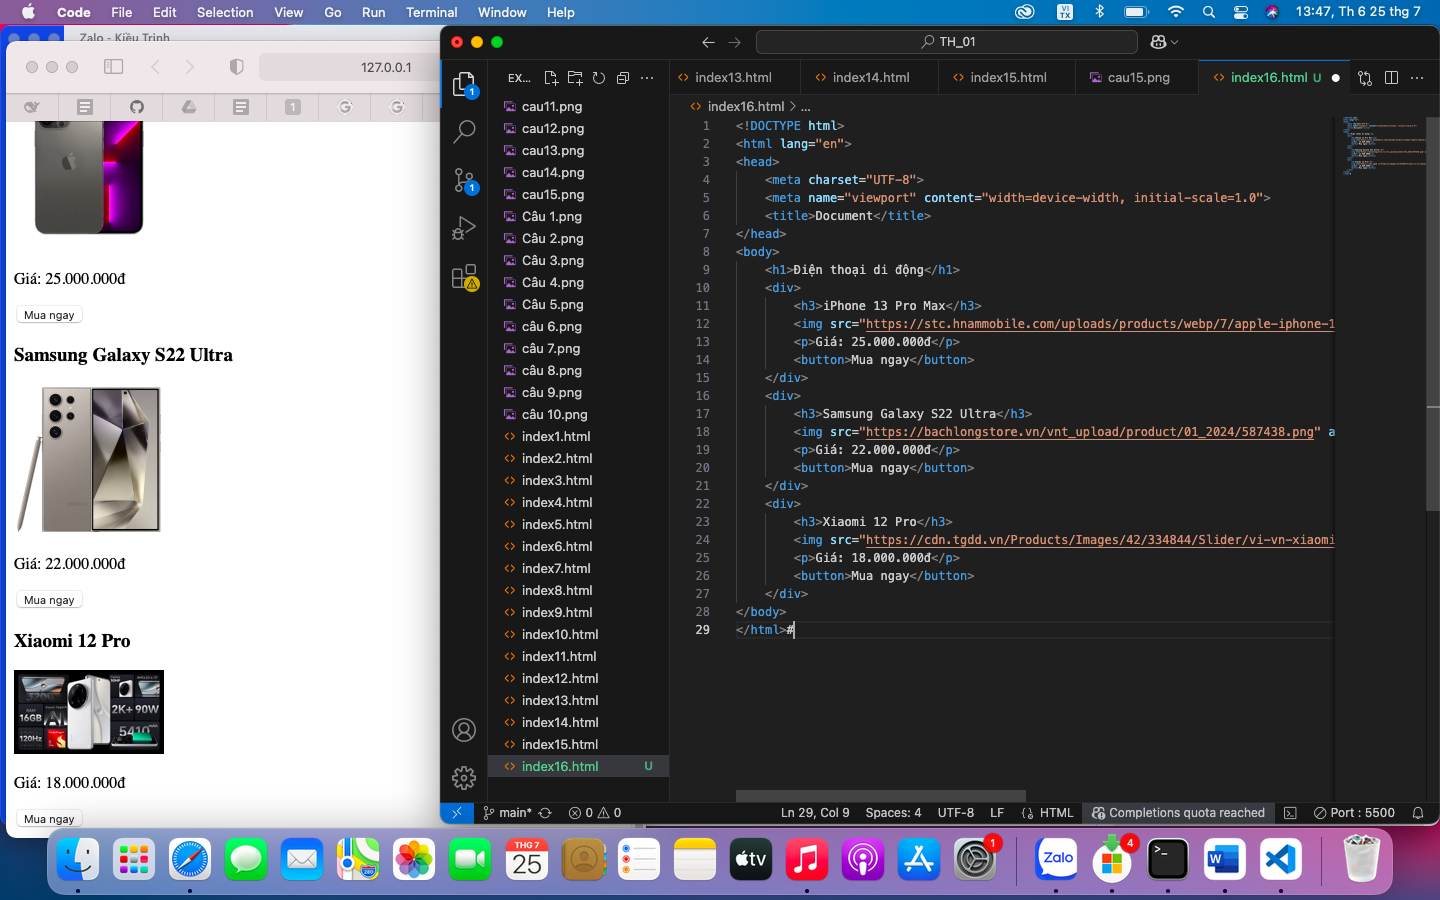 Code File Edit Selection View Go Run Terminal Window Help
VI
TX
13:47, Th 6 25 thg 7
Zalo - Kiều Trinh
127.0.0.1
1
Giá: 25.000.000đ
Mua ngay
Samsung Galaxy S22 Ultra
Giá: 22.000.000đ
Mua ngay
Xiaomi 12 Pro
RAM
16GB
AI
120Hz
2K+ 90W
5410
Giá: 18.000.000đ
Mua ngay
TH_01
EX...
1
1
cau11.png
cau12.png
cau13.png
cau14.png
cau15.png
Câu 1.png
Câu 2.png
Câu 3.png
Câu 4.png
Câu 5.png
câu 6.png
câu 7.png
câu 8.png
câu 9.png
câu 10.png
index1.html
index2.html
index3.html
index4.html
index5.html
index6.html
index7.html
index8.html
index9.html
index10.html
index11.html
index12.html
index13.html
index14.html
index15.html
index16.html U
index13.html index14.html index15.html cau15.png index16.html U
index16.html > ...
1 <!DOCTYPE html>
2 <html lang="en">
3 <head>
4 <meta charset="UTF-8">
5 <meta name="viewport" content="width=device-width, initial-scale=1.0">
6 <title>Document</title>
7 </head>
8 <body>
9 <h1>Điện thoại di động</h1>
10 <div>
11 <h3>iPhone 13 Pro Max</h3>
12 <img src="https://stc.hnammobile.com/uploads/products/webp/7/apple-iphone-1
13 <p>Giá: 25.000.000đ</p>
14 <button>Mua ngay</button>
15 </div>
16 <div>
17 <h3>Samsung Galaxy S22 Ultra</h3>
18 <img src="https://bachlongstore.vn/vnt_upload/product/01_2024/587438.png" a
19 <p>Giá: 22.000.000đ</p>
20 <button>Mua ngay</button>
21 </div>
22 <div>
23 <h3>Xiaomi 12 Pro</h3>
24 <img src="https://cdn.tgdd.vn/Products/Images/42/334844/Slider/vi-vn-xiaomi
25 <p>Giá: 18.000.000đ</p>
26 <button>Mua ngay</button>
27 </div>
28 </body>
29 </html>#
main* 0 0 Ln 29, Col 9 Spaces: 4 UTF-8 LF HTML Completions quota reached Port : 5500
THG 7
25
280
tv
1
Zalo
4
>_
W